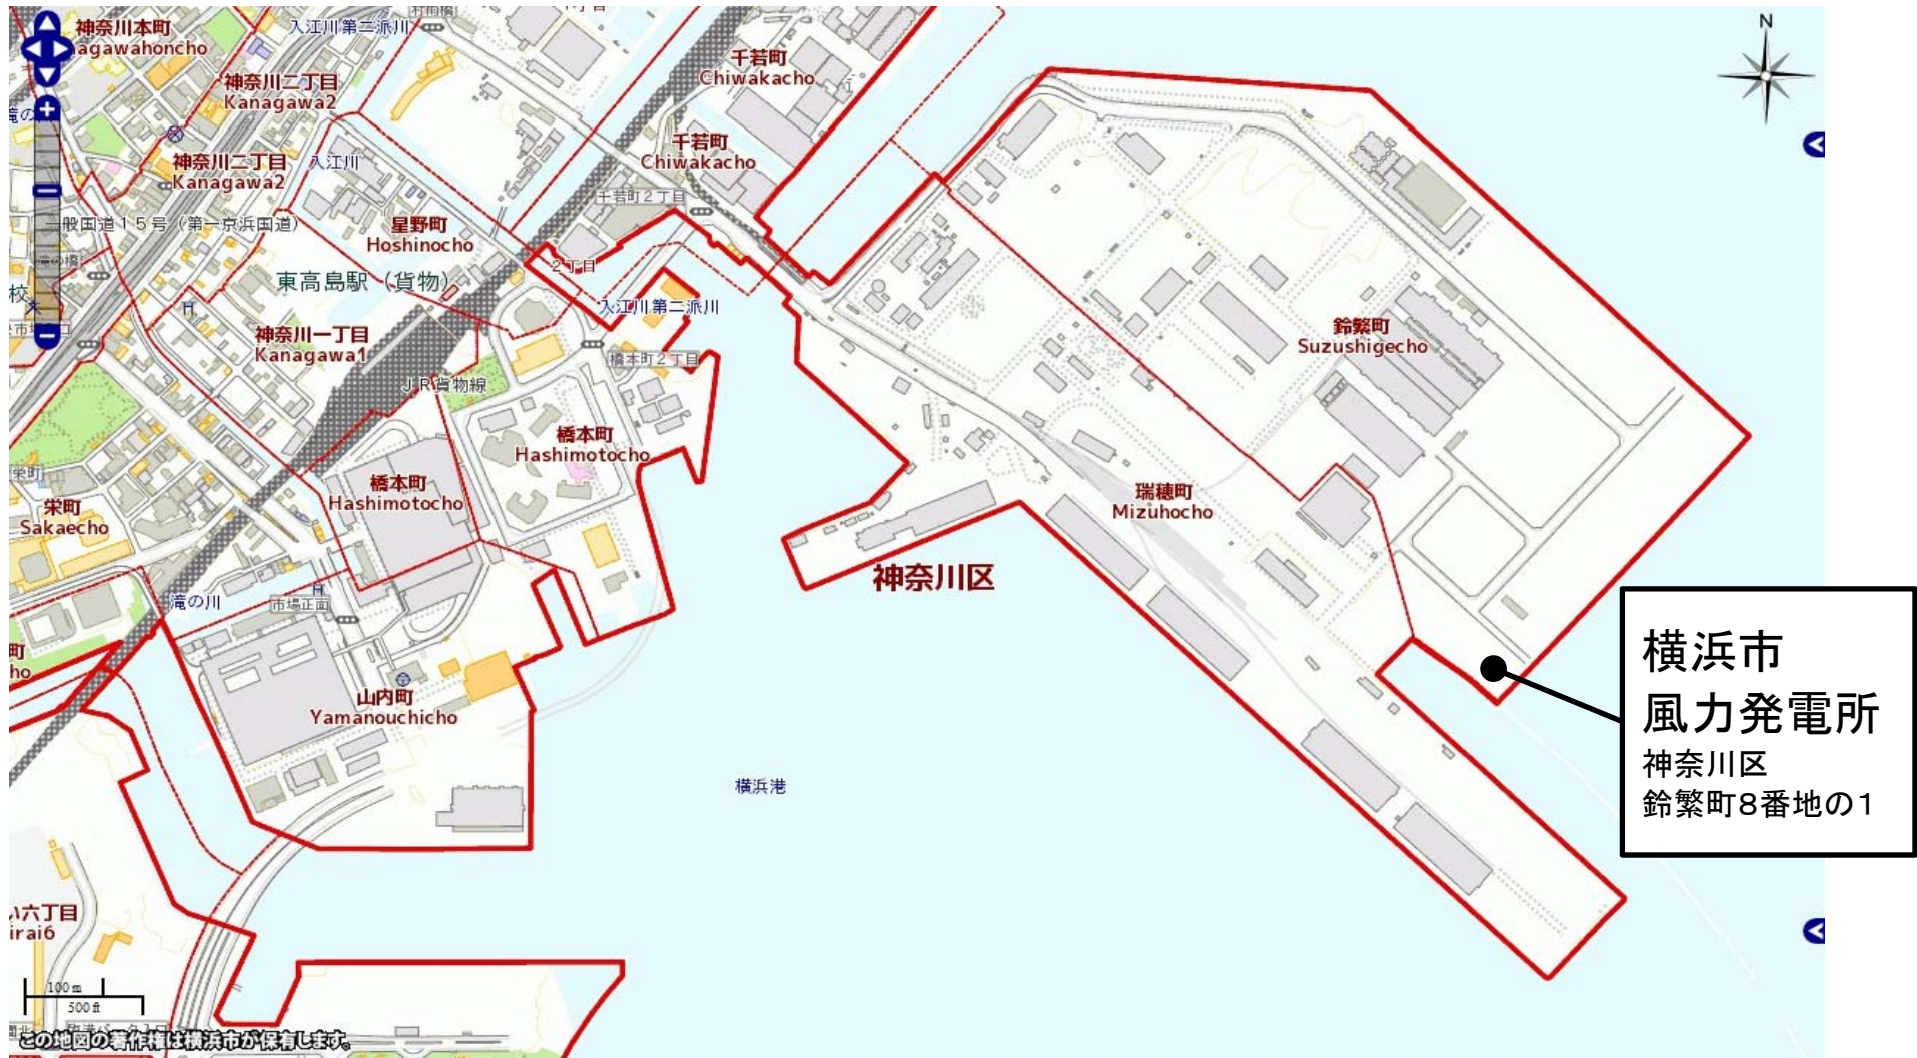 神奈川本町
agawahoncho
入江川第二派川
千若町
Chiwakacho
N
神奈川二丁目
Kanagawa2
千若町
Chiwakacho
神奈川二丁目
Kanagawa2
入江川
千若町2丁目
一般国道15号(第一京浜国道)
星野町
Hoshinocho
2丁目
東高島駅(貨物)
入江川第二派川
神奈川一丁目
Kanagawa1
鈴繁町
Suzushigecho
橋本町2丁目
JR貨物線
橋本町
Hashimotocho
橋本町
Hashimotocho
瑞穂町
Mizuhocho
栄町
栄町
Sakaecho
神奈川区
滝の川
市場正面
町
ho
山内町
Yamanouchicho
横浜港
横浜市
風力発電所
神奈川区
鈴繁町8番地の1
い六丁目
irai6
100 m
500 ft
この地図の著作権は横浜市が保有します。